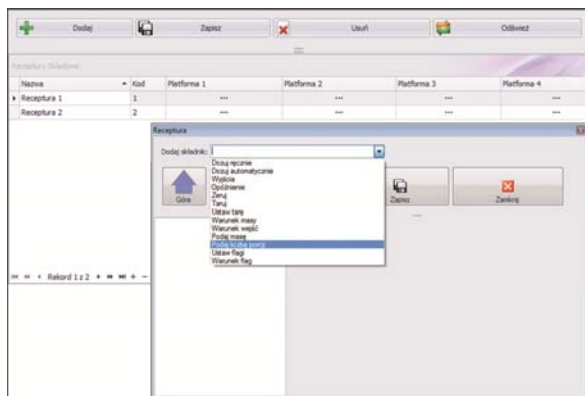 Dodaj Zapisz Usuń Odśwież
Receptury Składowe
Nazwa Kod Platforma 1 Platforma 2 Platforma 3 Platforma 4
Receptura 1 1 ... ... ... ...
Receptura 2 2 ... ... ... ...
Receptura
Dodaj składnik:
Dozuj ręcznie
Dozuj automatycznie
Wyjścia
Opóźnienie
Zeruj
Taruj
Ustaw tarę
Warunek masy
Warunek wejść
Podaj masę
Podaj liczbę porcji
Ustaw flagi
Warunek flag
Góra Zapisz Zamknij
Rekord 1 z 2